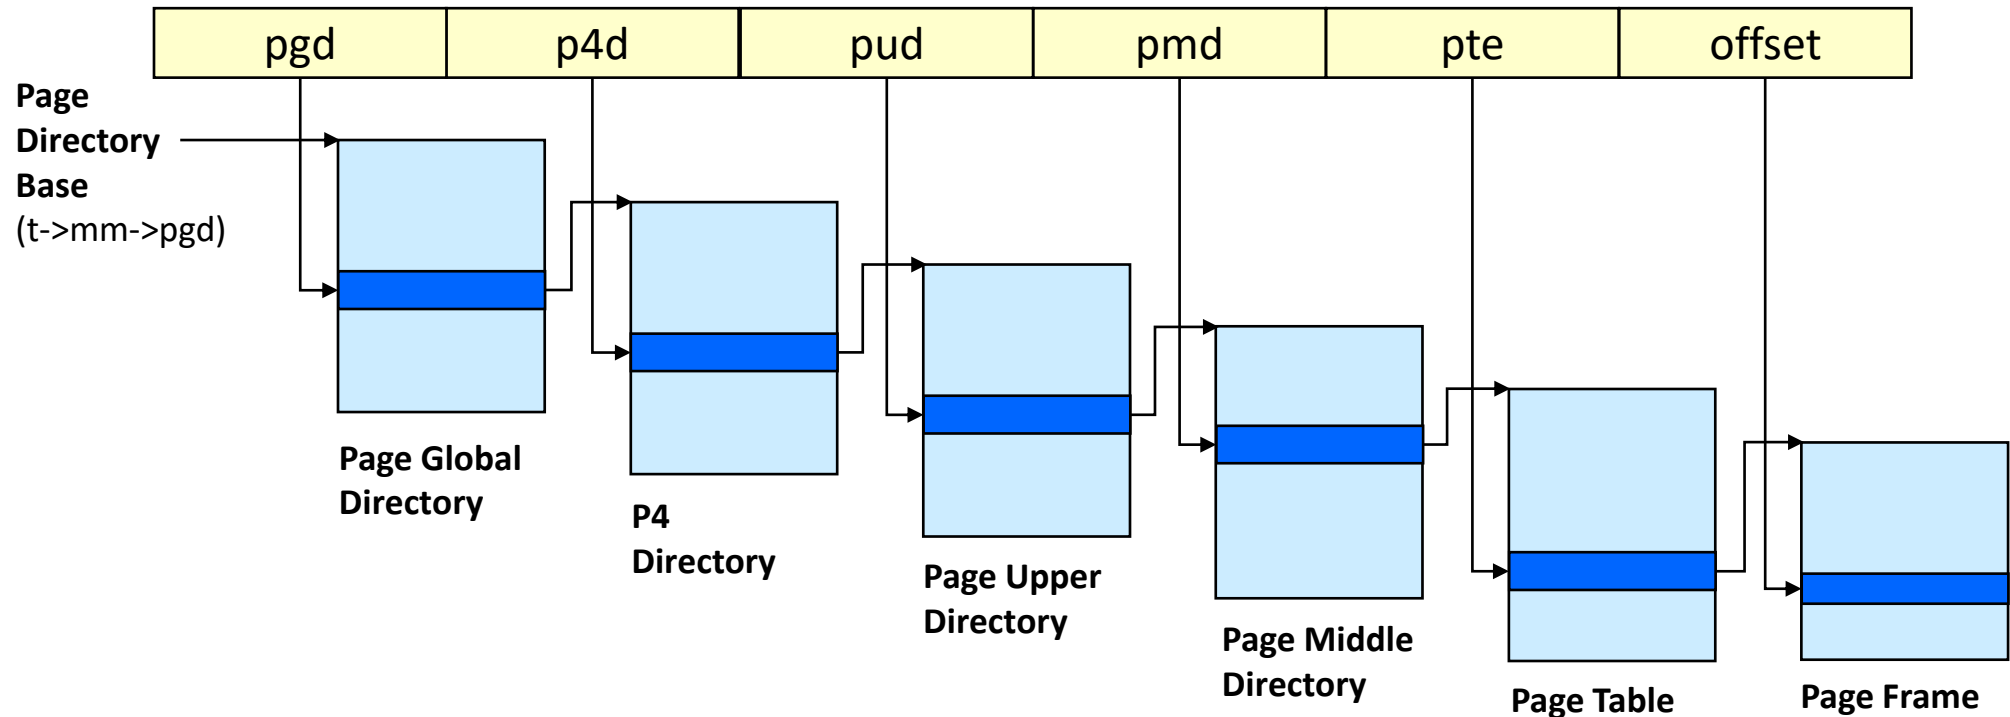 pgd p4d pud pmd pte offset
Page
Directory
Base
(t->mm->pgd)
Page Global
Directory
P4
Directory
Page Upper
Directory
Page Middle
Directory
Page Table
Page Frame